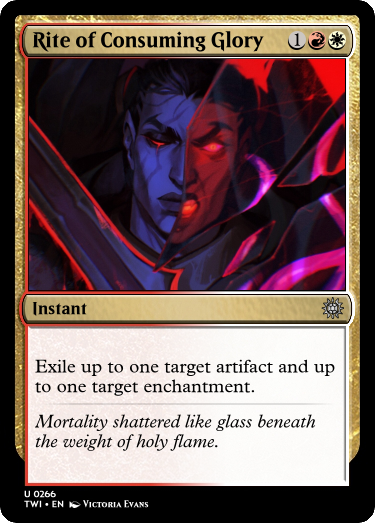 Rite of Consuming Glory 1
Instant
Exile up to one target artifact and up
to one target enchantment.
Mortality shattered like glass beneath
the weight of holy flame.
U 0266
TWI • EN Victoria Evans